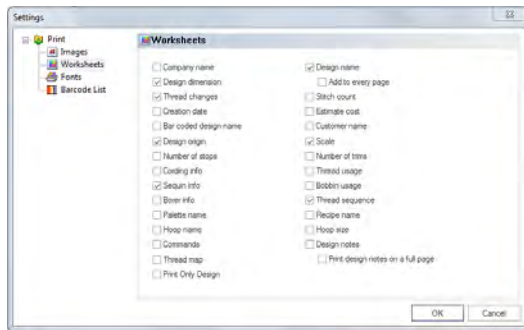 Settings
Print
Images
Worksheets
Fonts
Barcode List
Worksheets
Company name
Design dimension
Thread changes
Creation date
Bar coded design name
Design origin
Number of stops
Cording info
Sequin info
Borer info
Palette name
Hoop name
Commands
Thread map
Print Only Design
Design name
Add to every page
Stitch count
Estimate cost
Customer name
Scale
Number of trims
Thread usage
Bobbin usage
Thread sequence
Recipe name
Hoop size
Design notes
Print design notes on a full page
OK
Cancel